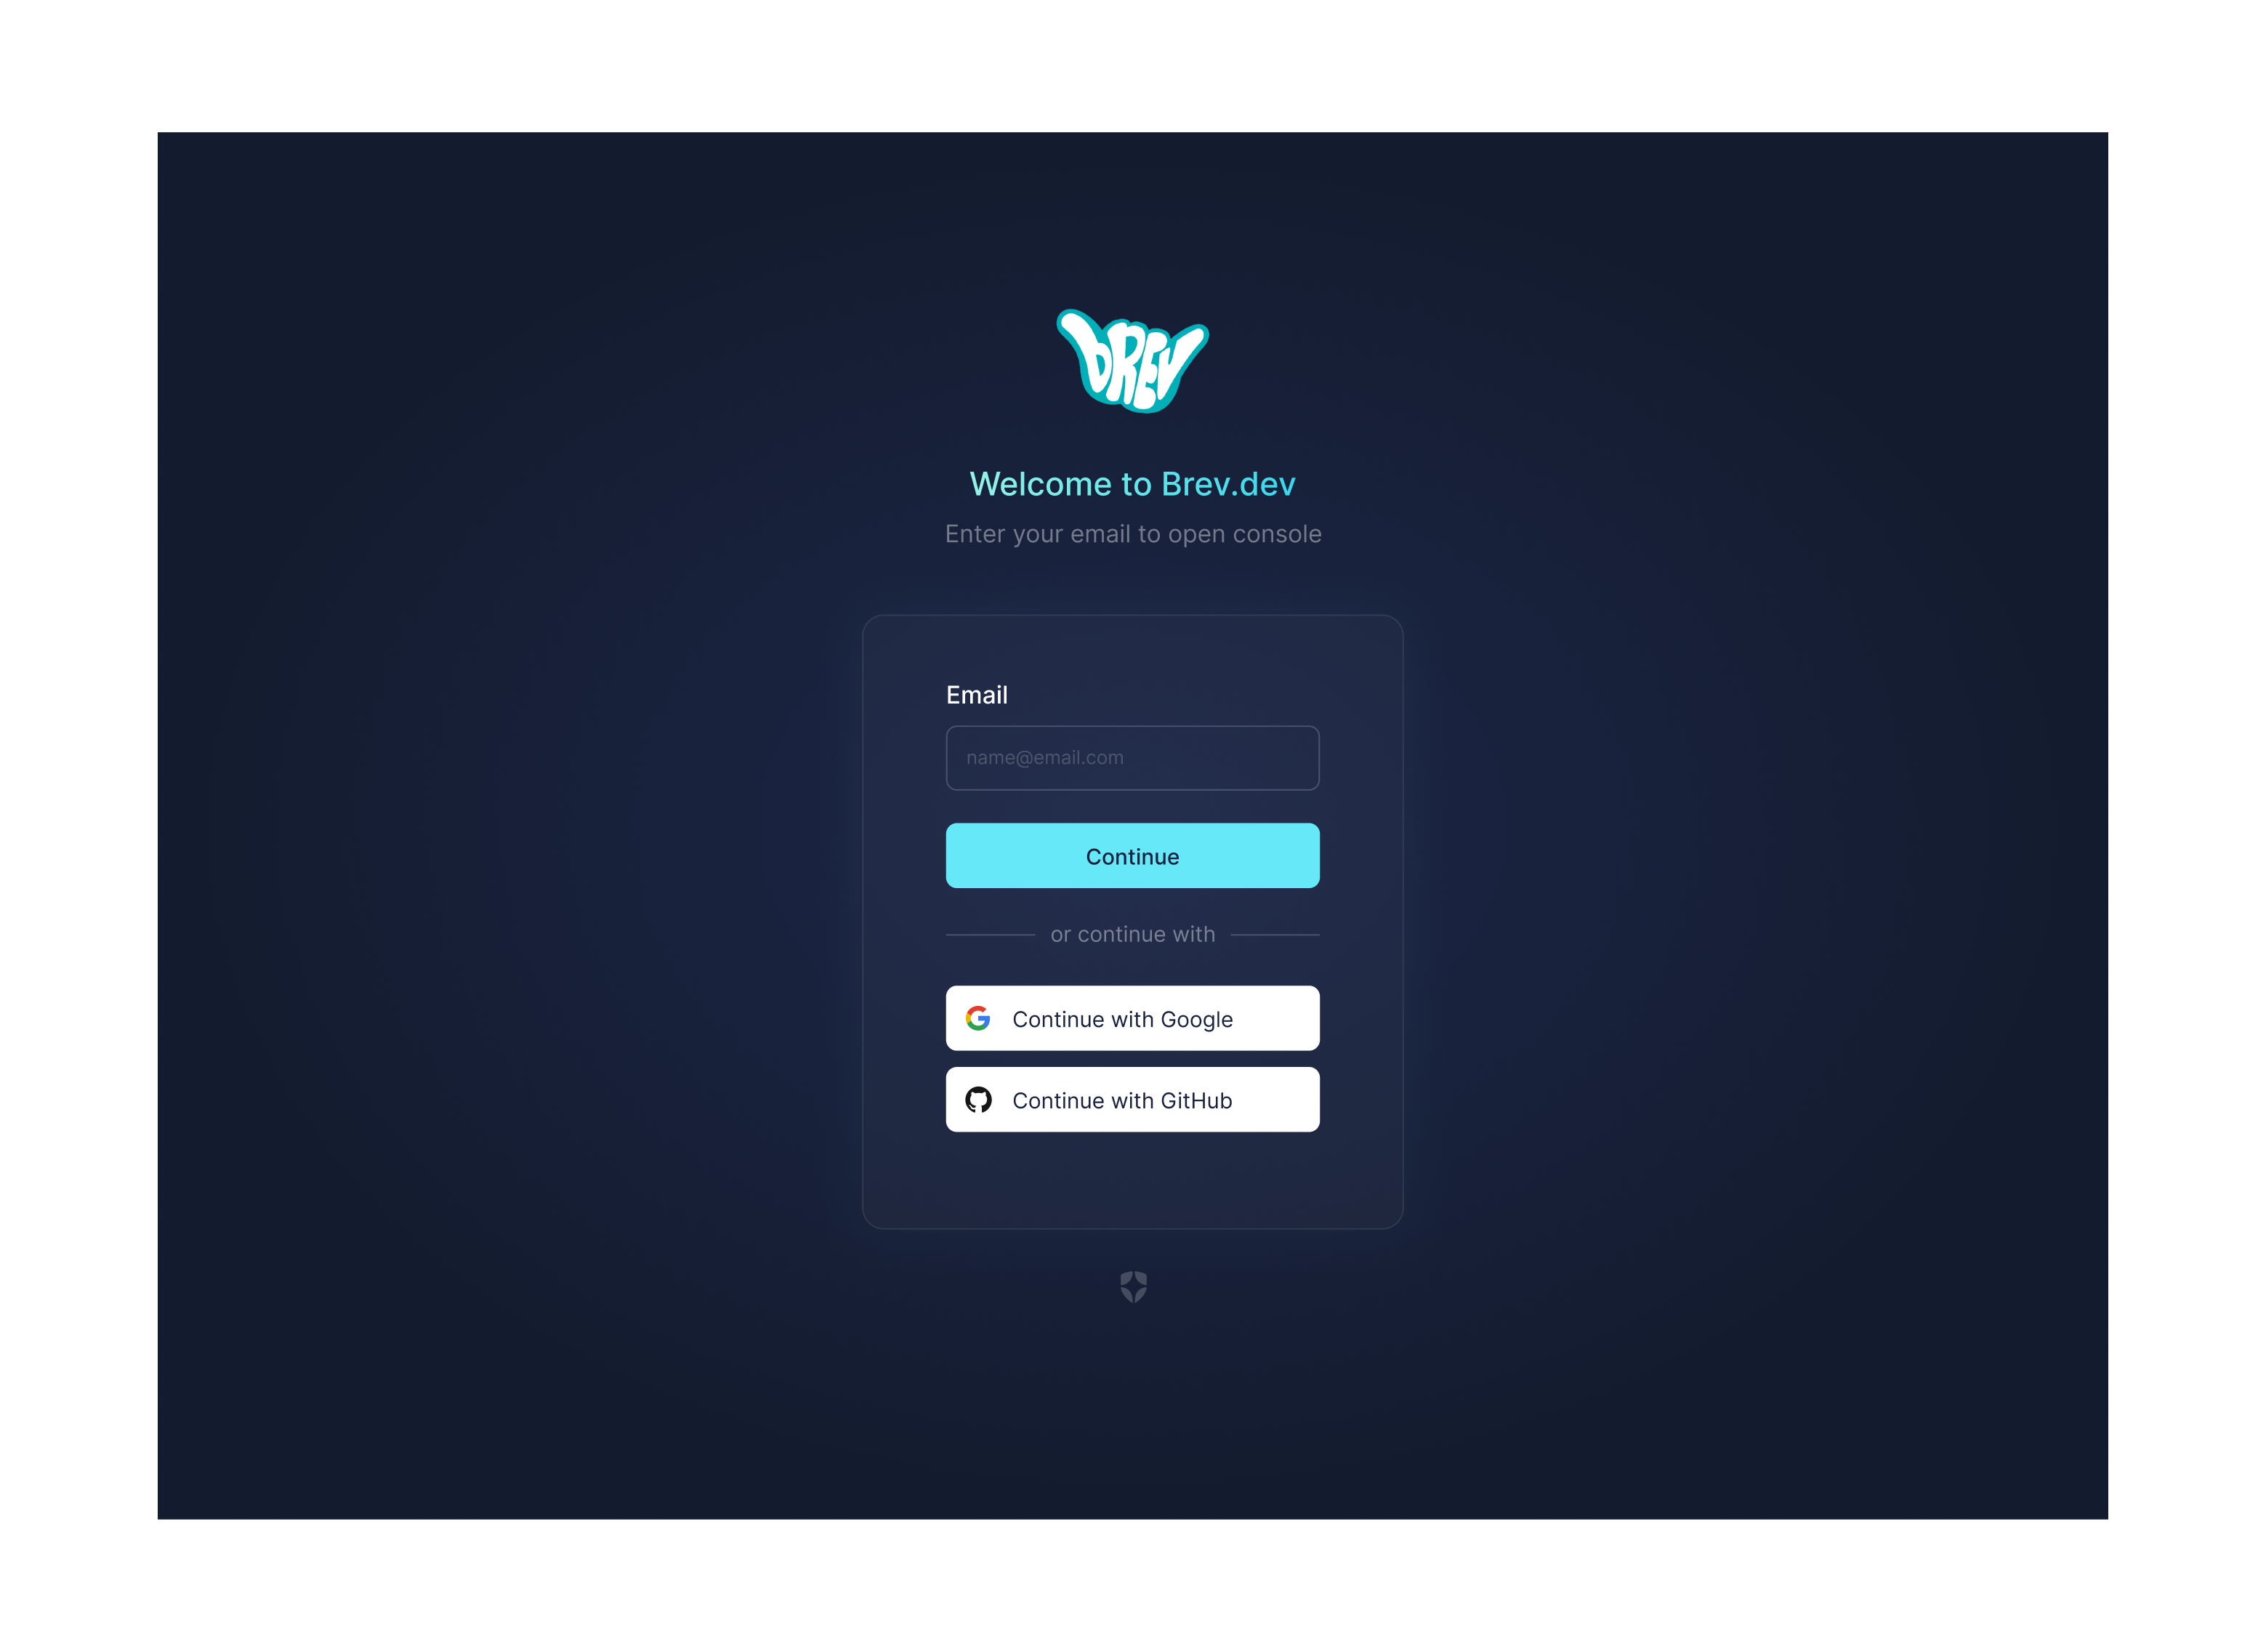 BREV
Welcome to Brev.dev
Enter your email to open console
Email
name@email.com
Continue
or continue with
Continue with Google
Continue with GitHub